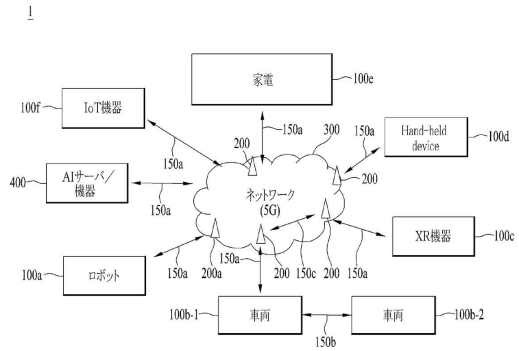 1
家電
100e
IoT機器
100f
150a
150a
200
300
150a
Hand-held
device
100d
AIサーバ/
機器
400
150a
200
ネットワーク
(5G)
XR機器
100c
ロボット
100a
150a
200a
150a
200
150c
200
150a
車両
100b-1
車両
100b-2
150b